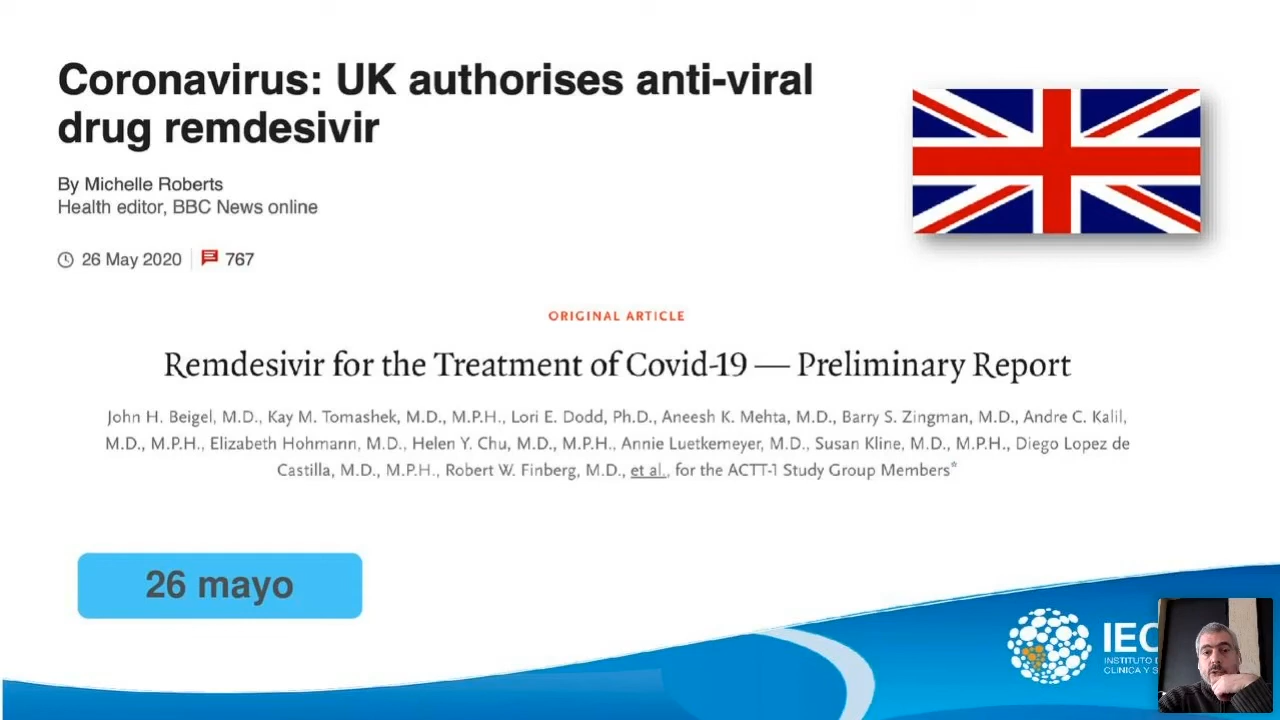 Coronavirus: UK authorises anti-viral
drug remdesivir
By Michelle Roberts
Health editor, BBC News online
26 May 2020 767
ORIGINAL ARTICLE
Remdesivir for the Treatment of Covid-19 — Preliminary Report
John H. Beigel, M.D., Kay M. Tomashek, M.D., M.P.H., Lori E. Dodd, Ph.D., Aneesh K. Mehta, M.D., Barry S. Zingman, M.D., Andre C. Kalil,
M.D., M.P.H., Elizabeth Hohmann, M.D., Helen Y. Chu, M.D., M.P.H., Annie Luetkemeyer, M.D., Susan Kline, M.D., M.P.H., Diego Lopez de
Castilla, M.D., M.P.H., Robert W. Finberg, M.D., et al., for the ACTT-1 Study Group Members*
26 mayo
IEC
INSTITUTO
CLÍNICA Y